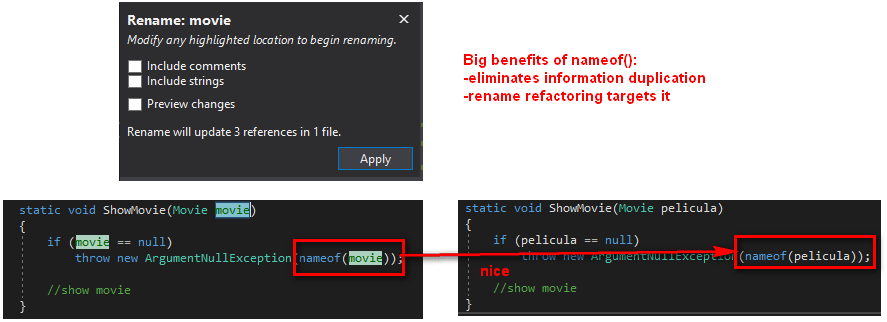 Rename: movie
Modify any highlighted location to begin renaming.
Include comments
Include strings
Preview changes
Rename will update 3 references in 1 file.
Apply
Big benefits of nameof():
-eliminates information duplication
-rename refactoring targets it
static void ShowMovie(Movie movie)
{
if (movie == null)
throw new ArgumentNullException(nameof(movie));
//show movie
}
static void ShowMovie(Movie pelicula)
{
if (pelicula == null)
throw new ArgumentNullException(nameof(pelicula));
nice
//show movie
}